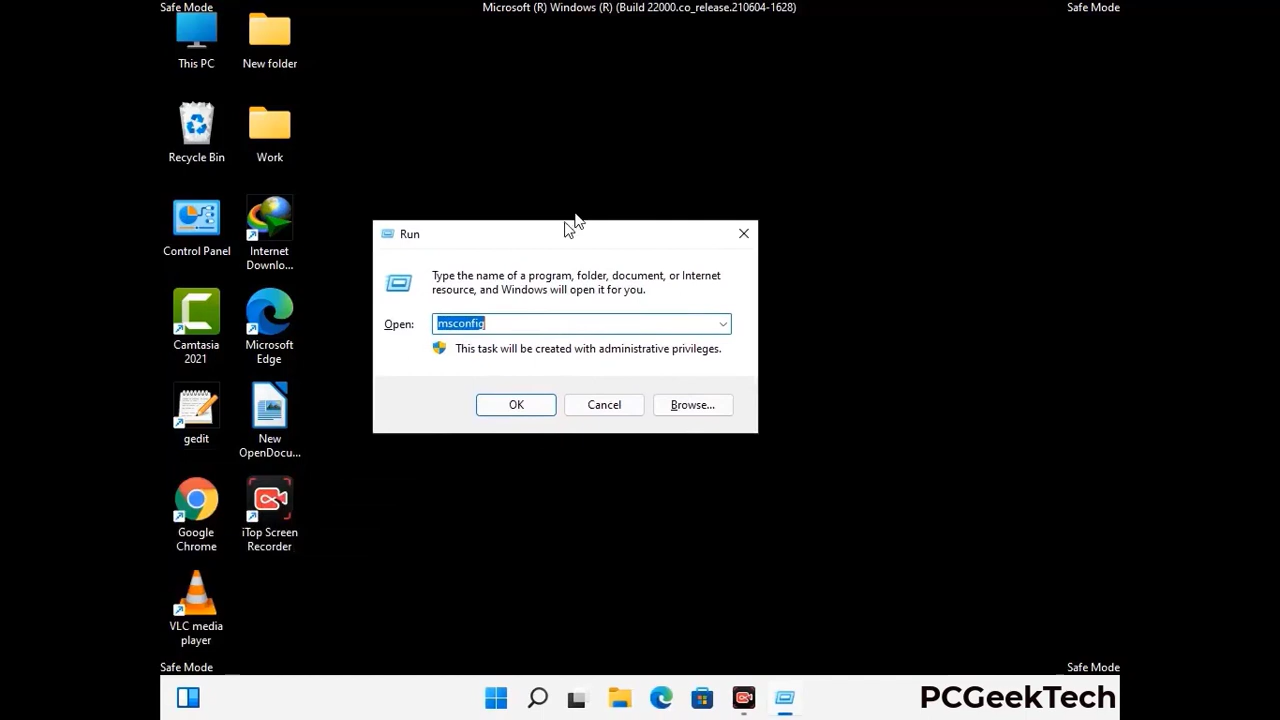 Safe Mode
Microsoft (R) Windows (R) (Build 22000.co_release.210604-1628)
Safe Mode
This PC
New folder
Recycle Bin
Work
Control Panel
Internet
Downlo...
Camtasia
2021
Microsoft
Edge
gedit
New
OpenDocu...
Google
Chrome
iTop Screen
Recorder
VLC media
player
Run
Type the name of a program, folder, document, or Internet
resource, and Windows will open it for you.
Open:
msconfig
This task will be created with administrative privileges.
OK
Cancel
Browse...
Safe Mode
Safe Mode
PCGeekTech